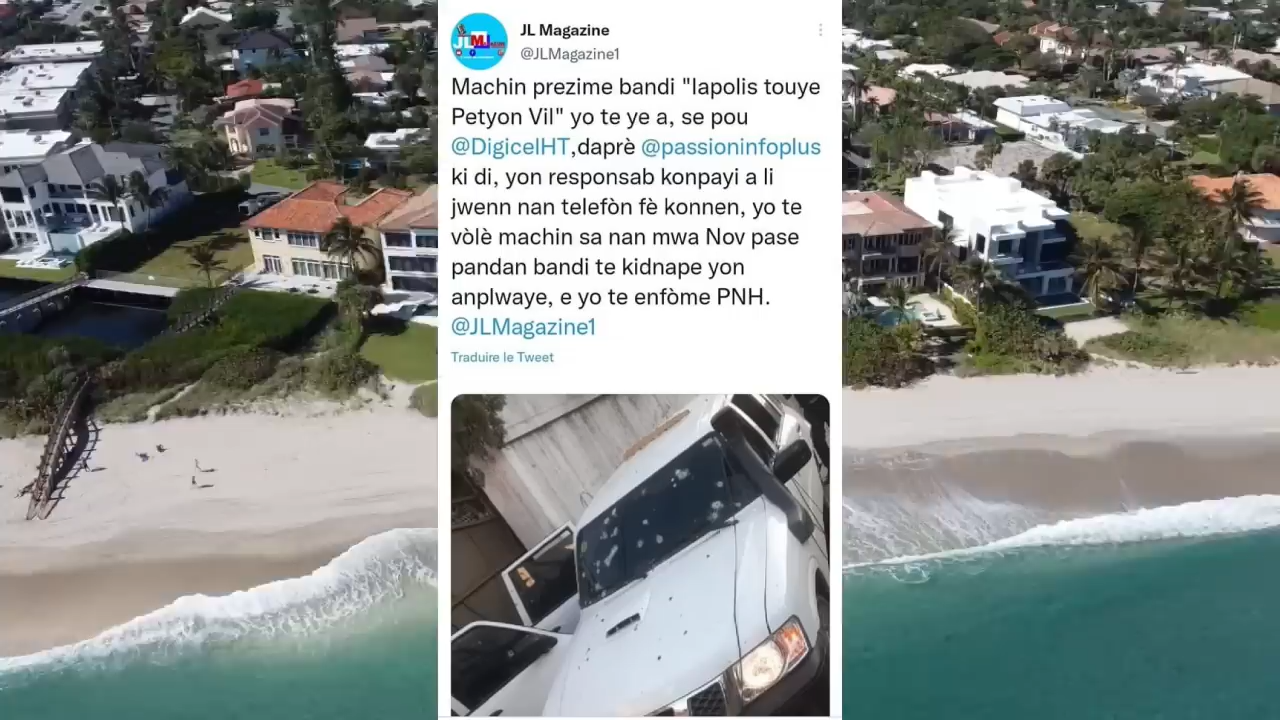 JL Magazine
@JLMagazine1
Machin prezime bandi "lapolis touye
Petyon Vil" yo te ye a, se pou
@DigicelHT,daprè @passioninfoplus
ki di, yon responsab konpayi a li
jwenn nan telefòn fè konnen, yo te
vòlè machin sa nan mwa Nov pase
pandan bandi te kidnape yon
anplwaye, e yo te enfòme PNH.
@JLMagazine1
Traduire le Tweet